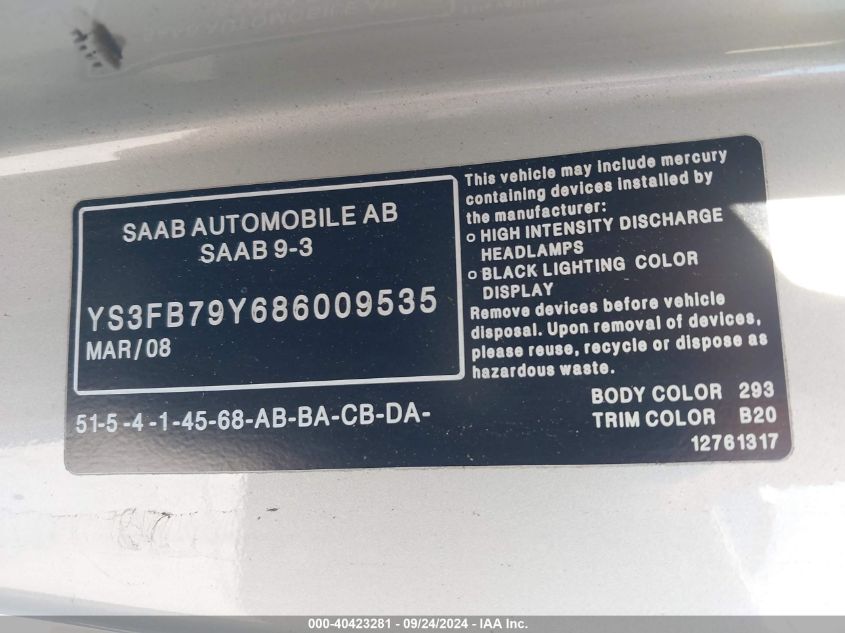 SAAB AUTOMOBILE AB
SAAB 9-3
YS3FB79Y686009535
MAR/08
51-5-4-1-45-68-AB-BA-CB-DA-
This vehicle may include mercury
containing devices installed by
the manufacturer:
o HIGH INTENSITY DISCHARGE
HEADLAMPS
o BLACK LIGHTING COLOR
DISPLAY
Remove devices before vehicle
disposal. Upon removal of devices,
please reuse, recycle or dispose as
hazardous waste.
BODY COLOR 293
TRIM COLOR B20
12761317
000-40423281 - 09/24/2024 - IAA Inc.